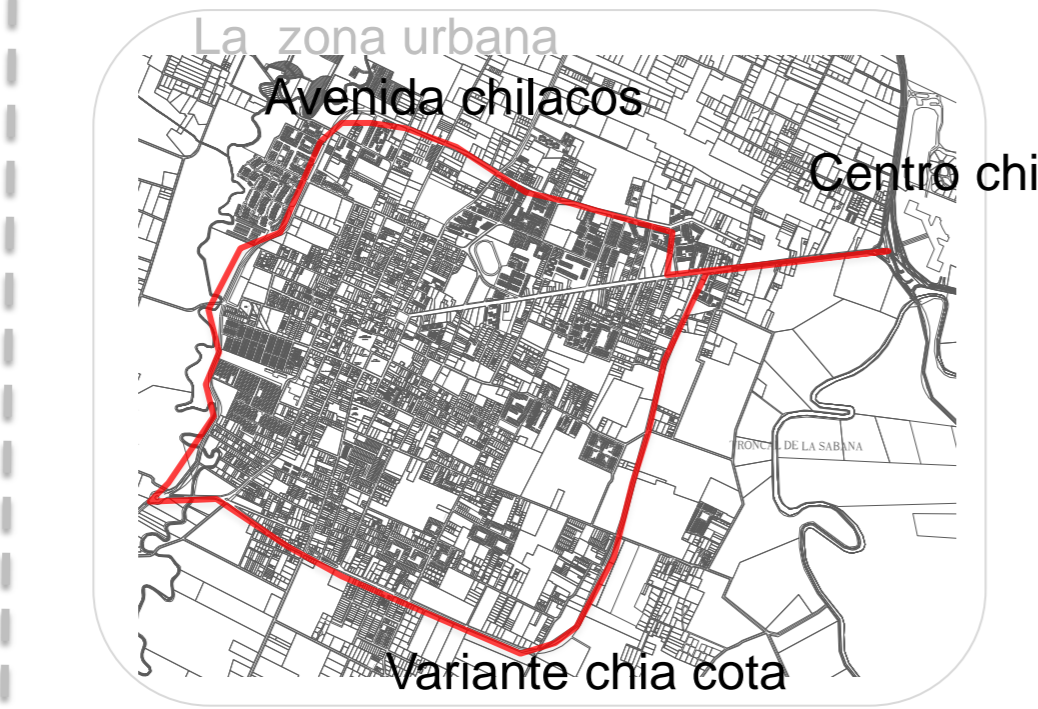 La zona urbana
Avenida chilacos
Centro chi
TRONCAL DE LA SABANA
Variante chia cota